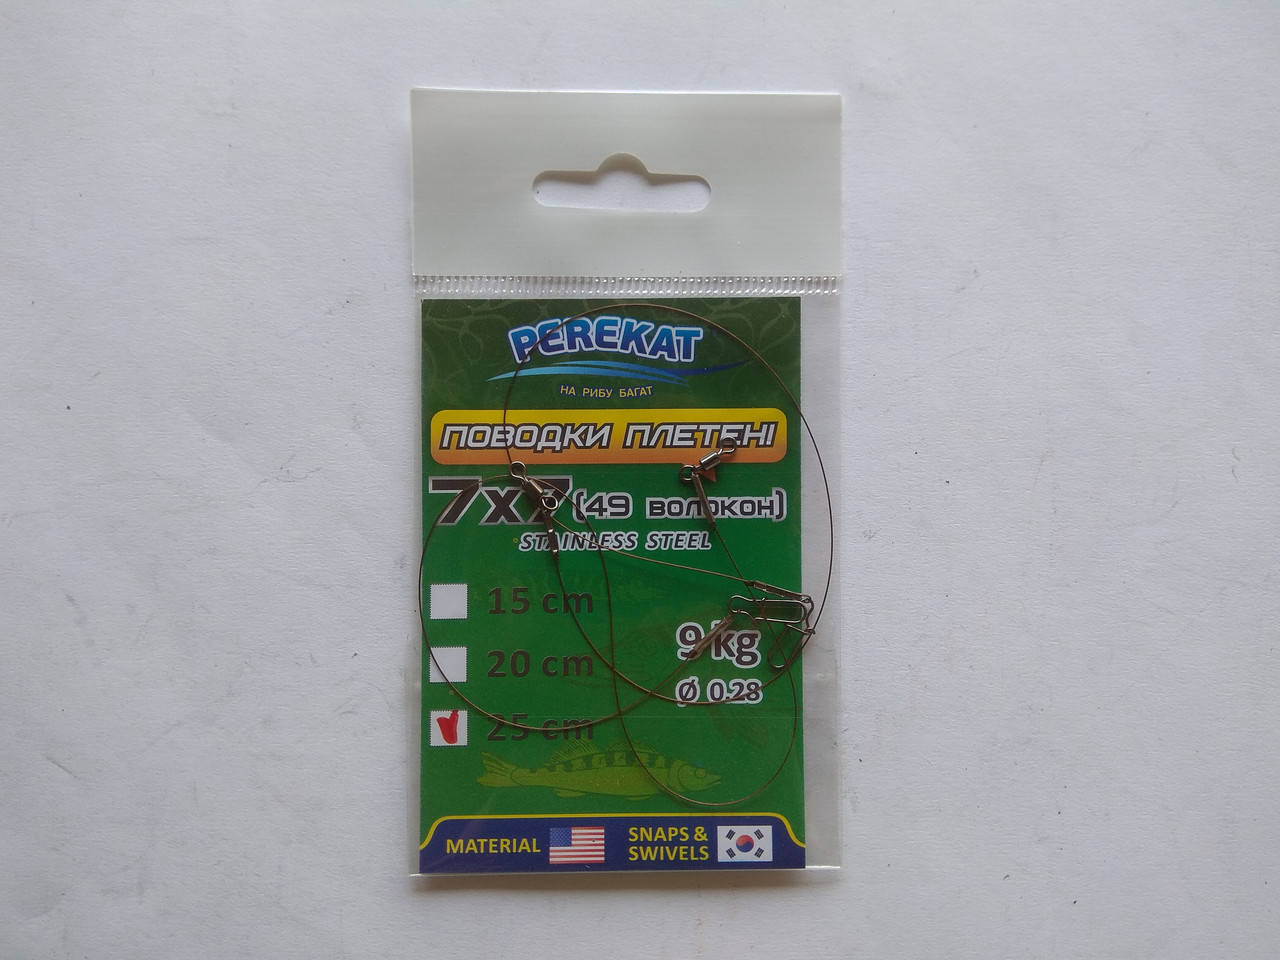 PEREKAT
НА РИБУ БАГАТ
ПОВОДКИ ПЛЕТЕНІ
7x7 (49 волокон)
STAINLESS STEEL
15 cm
20 cm
9 kg
Ø 0.28
25 cm
MATERIAL
SNAPS &
SWIVELS